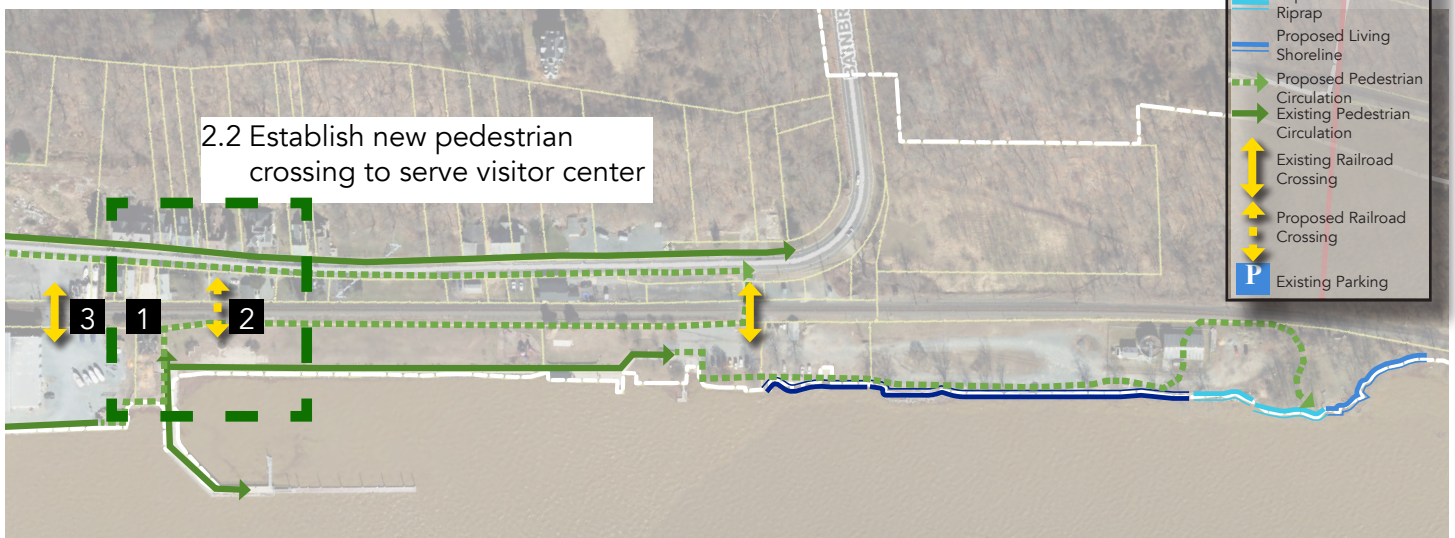 BAINBR
2.2 Establish new pedestrian
crossing to serve visitor center
3
1
2
Riprap
Proposed Living
Shoreline
Proposed Pedestrian
Circulation
Existing Pedestrian
Circulation
Existing Railroad
Crossing
Proposed Railroad
Crossing
P Existing Parking